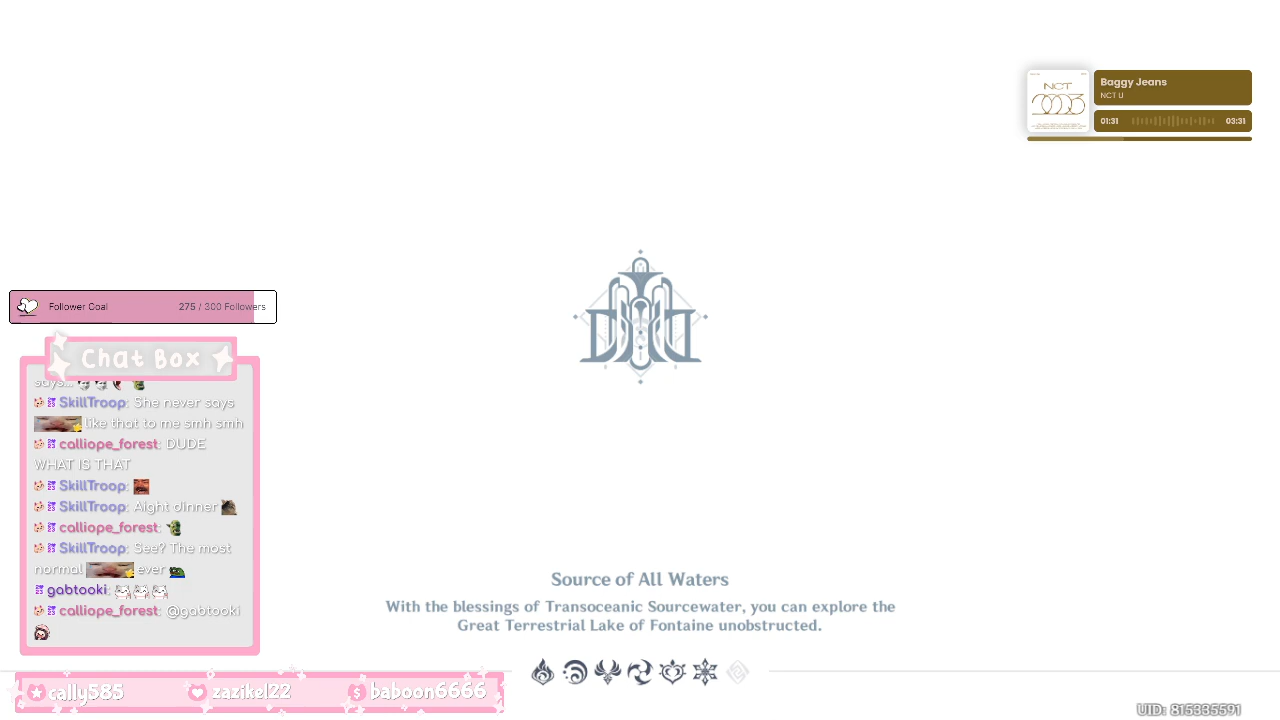 NCT
2023
Baggy Jeans
NCT U
01:31
03:31
Follower Goal
275 / 300 Followers
Chat Box
says...
SkillTroop: She never says
like that to me smh smh
calliope_forest: DUDE
WHAT IS THAT
SkillTroop:
SkillTroop: Aight dinner
calliope_forest:
SkillTroop: See? The most
normal ever
gabtooki:
calliope_forest: @gabtooki
Source of All Waters
With the blessings of Transoceanic Sourcewater, you can explore the
Great Terrestrial Lake of Fontaine unobstructed.
cally585
zazikel22
baboon6666
UID: 815335591